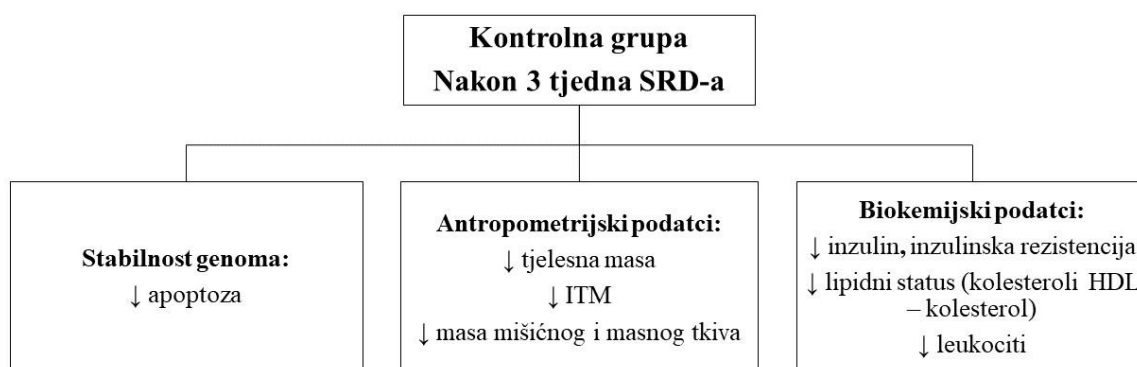 Kontrolna grupa
Nakon 3 tjedna SRD-a
Stabilnost genoma:
↓ apoptoza
Antropometrijski podatci:
↓ tjelesna masa
↓ ITM
↓ masa mišićnog i masnog tkiva
Biokemijski podatci:
↓ inzulin, inzulinska rezistencija
↓ lipidni status (kolesteroli HDL
– kolesterol)
↓ leukociti